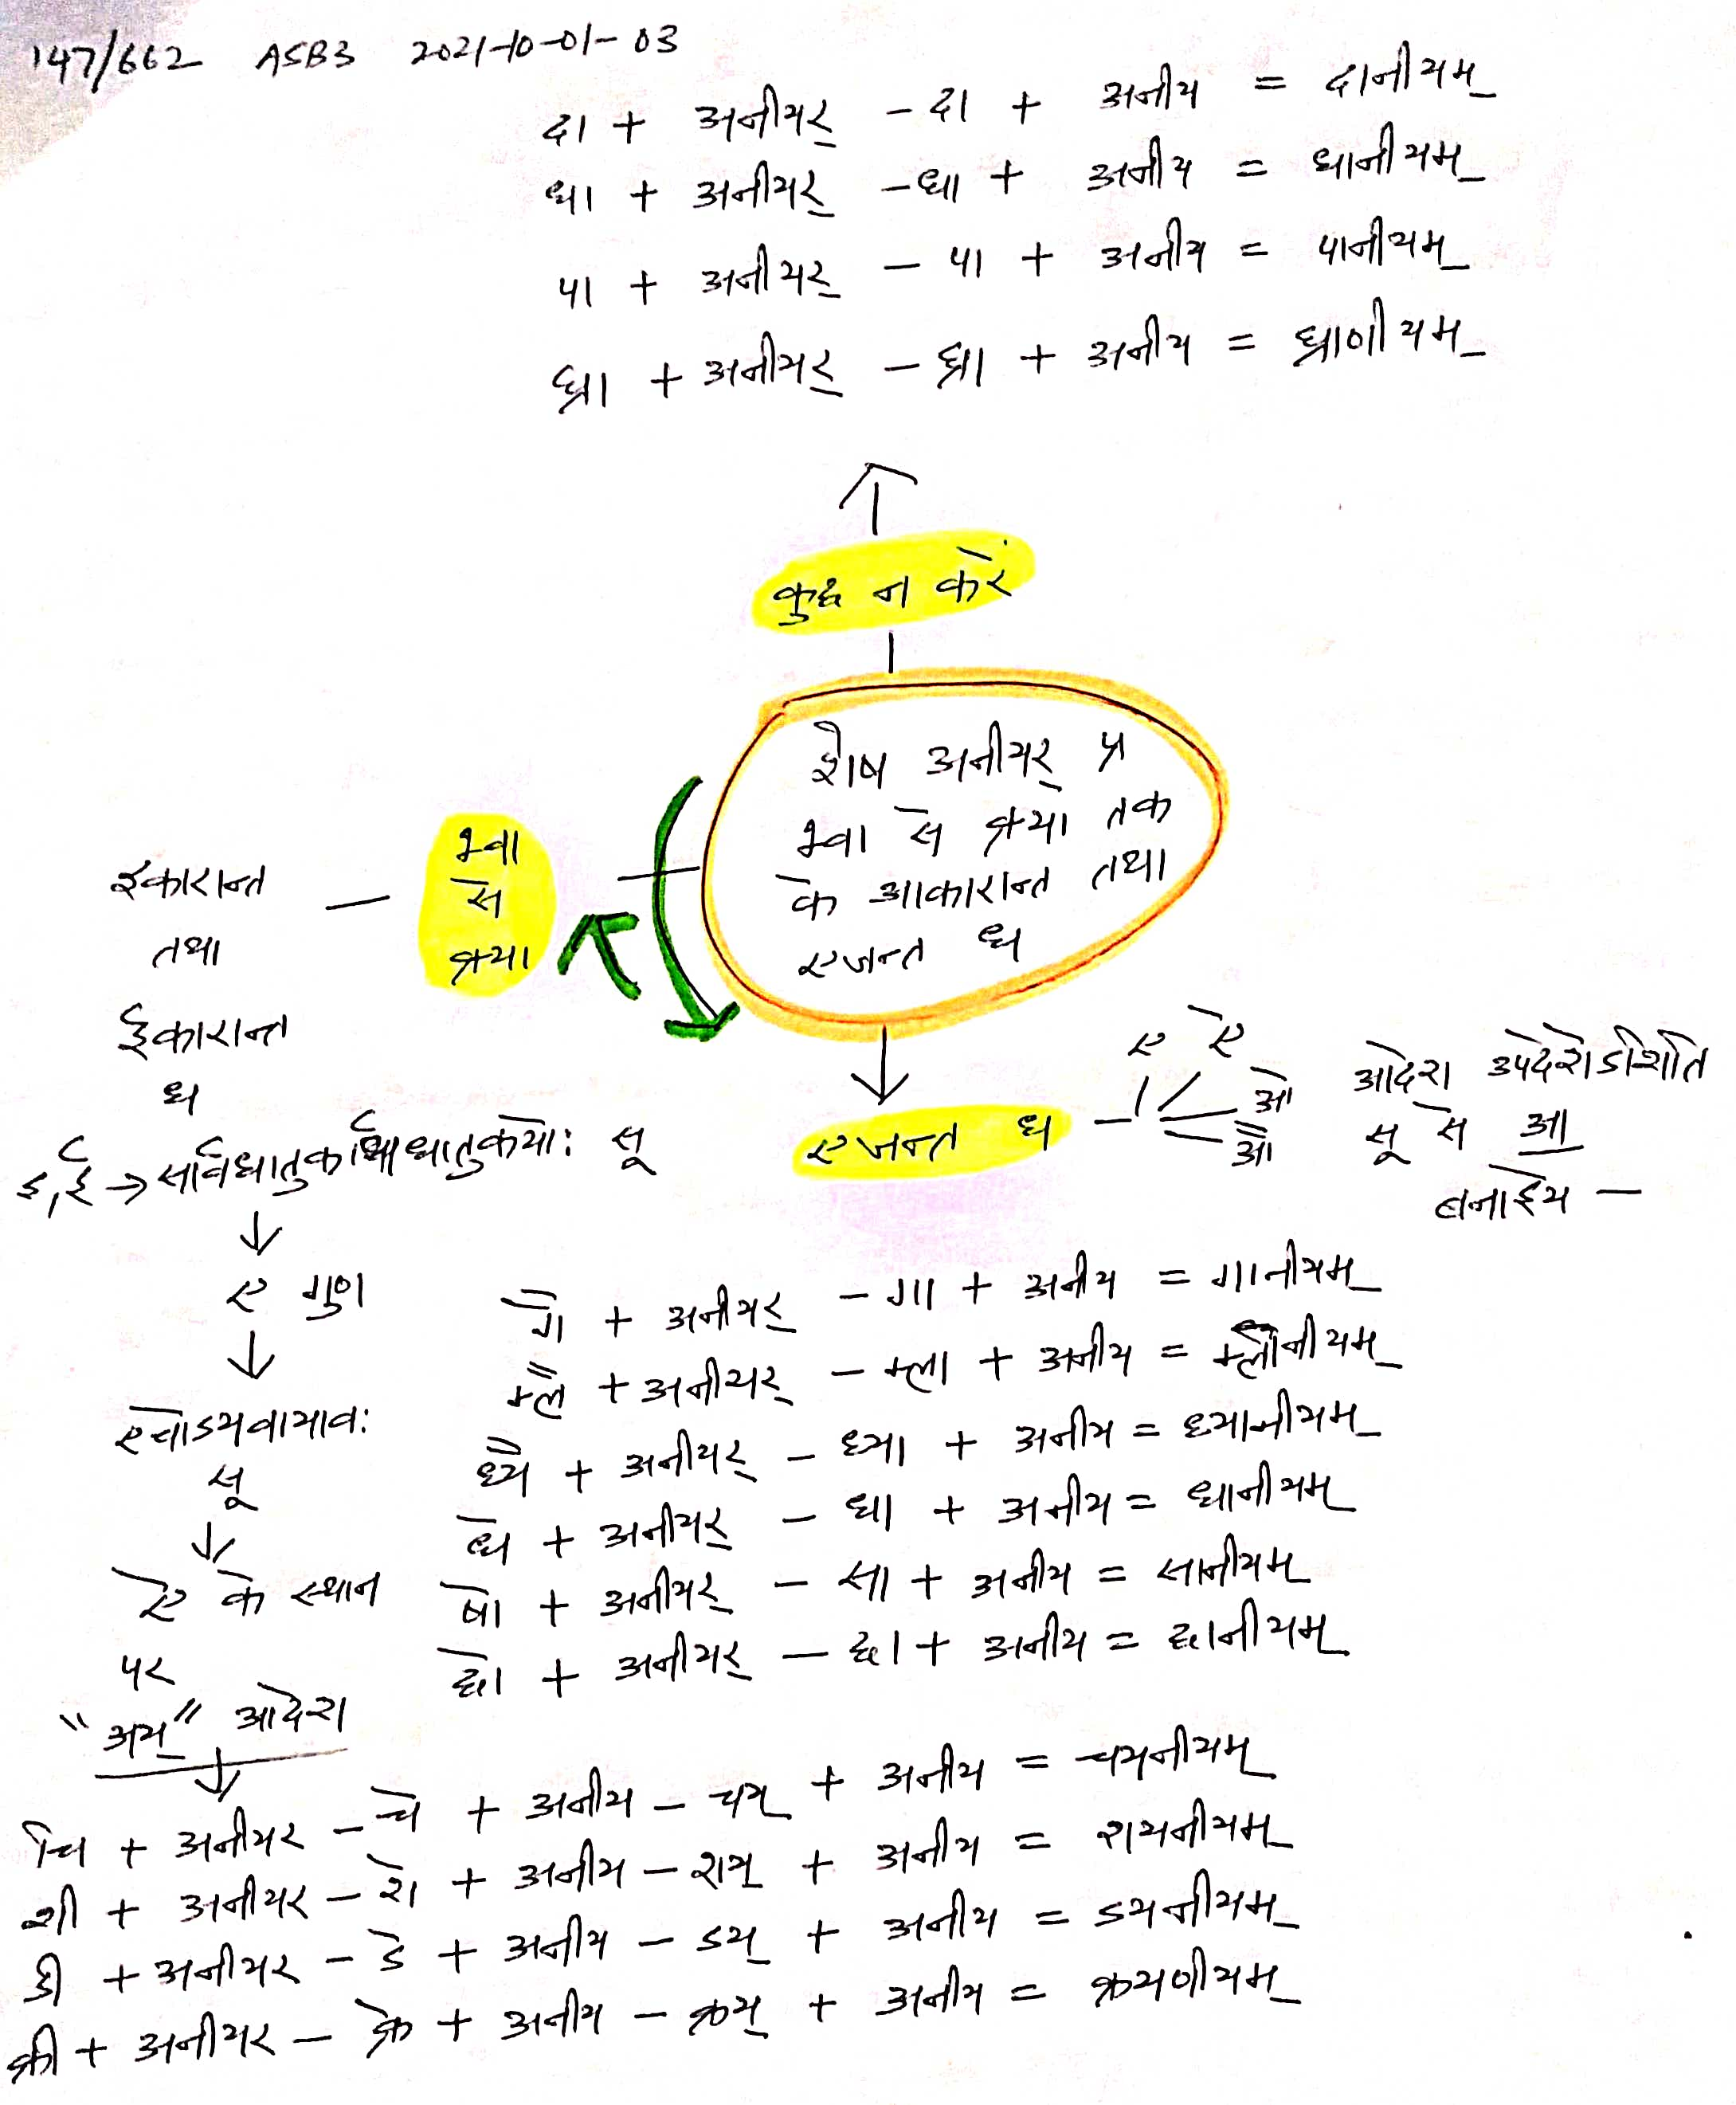 147/662 ASB3 2021-10-01-03
दा + अनीयर् - दा + अनीय = दानीयम्
धा + अनीयर् - धा + अनीय = धानीयम्
पा + अनीयर् - पा + अनीय = पानीयम्
घ्रा + अनीयर् - घ्रा + अनीय = घ्राणीयम्
कुछ न करें
शेष अनीयर् प्र
भ्वा से क्र्या तक
के आकारान्त तथा
एजन्त धा
भ्वा
से
क्र्या
इकारान्त
तथा
ईकारान्त
धा
इ, ई → सार्वधातुकार्धधातुकयोः सू
↓
ए गुण
↓
एचोऽयवायावः
सू
↓
ए के स्थान
पर
"अय्" आदेश
↓
एजन्त धा
ए ऐ
ओ
औ
आदेश उपदेशेऽशिति
सू से आ
बनाईये -
गै + अनीयर् - गा + अनीय = गानीयम्
म्लै + अनीयर् - म्ला + अनीय = म्लानीयम्
ध्यै + अनीयर् - ध्या + अनीय = ध्यानीयम्
धे + अनीयर् - धा + अनीय = धानीयम्
षो + अनीयर् - सा + अनीय = सानीयम्
छो + अनीयर् - छा + अनीय = छानीयम्
चि + अनीयर - चे + अनीय - चय् + अनीय = चयनीयम्
शी + अनीयर - शे + अनीय - शय् + अनीय = शयनीयम्
डी + अनीयर - डे + अनीय - डय् + अनीय = डयनीयम्
क्री + अनीयर - क्रे + अनीय - क्रय् + अनीय = क्रयणीयम्